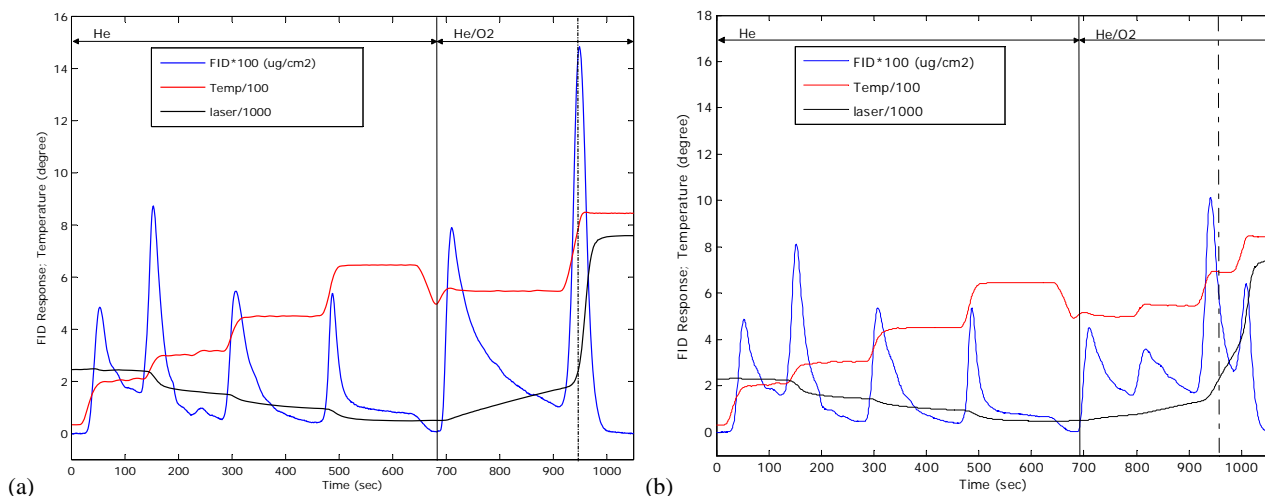 (a)
FID Response; Temperature (degree)
16
14
12
10
8
6
4
2
0
He
He/O2
FID*100 (ug/cm2)
Temp/100
laser/1000
0 100 200 300 400 500 600 700 800 900 1000
Time (sec)
(b)
FID Response; Temperature (degree)
18
16
14
12
10
8
6
4
2
0
He
He/O2
FID*100 (ug/cm2)
Temp/100
laser/1000
0 100 200 300 400 500 600 700 800 900 1000
Time (sec)